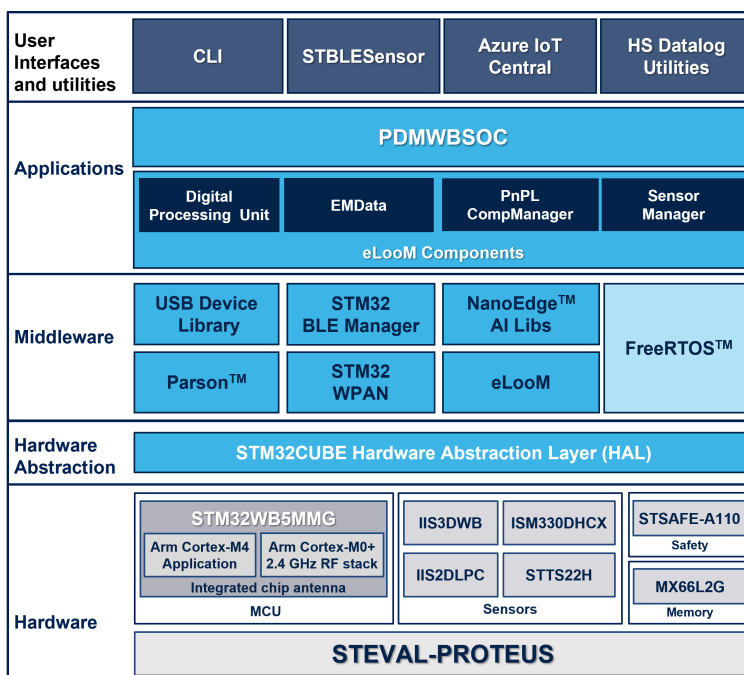 User
Interfaces
and utilities
CLI
STBLESensor
Azure IoT
Central
HS Datalog
Utilities
Applications
PDMWBSOC
Digital
Processing Unit
EMData
PnPL
CompManager
Sensor
Manager
eLooM Components
Middleware
USB Device
Library
STM32
BLE Manager
NanoEdge™
AI Libs
FreeRTOS™
Parson™
STM32
WPAN
eLooM
Hardware
Abstraction
STM32CUBE Hardware Abstraction Layer (HAL)
Hardware
STM32WB5MMG
Arm Cortex-M4
Application
Arm Cortex-M0+
2.4 GHz RF stack
Integrated chip antenna
MCU
IIS3DWB
ISM330DHCX
IIS2DLPC
STTS22H
Sensors
STSAFE-A110
Safety
MX66L2G
Memory
STEVAL-PROTEUS